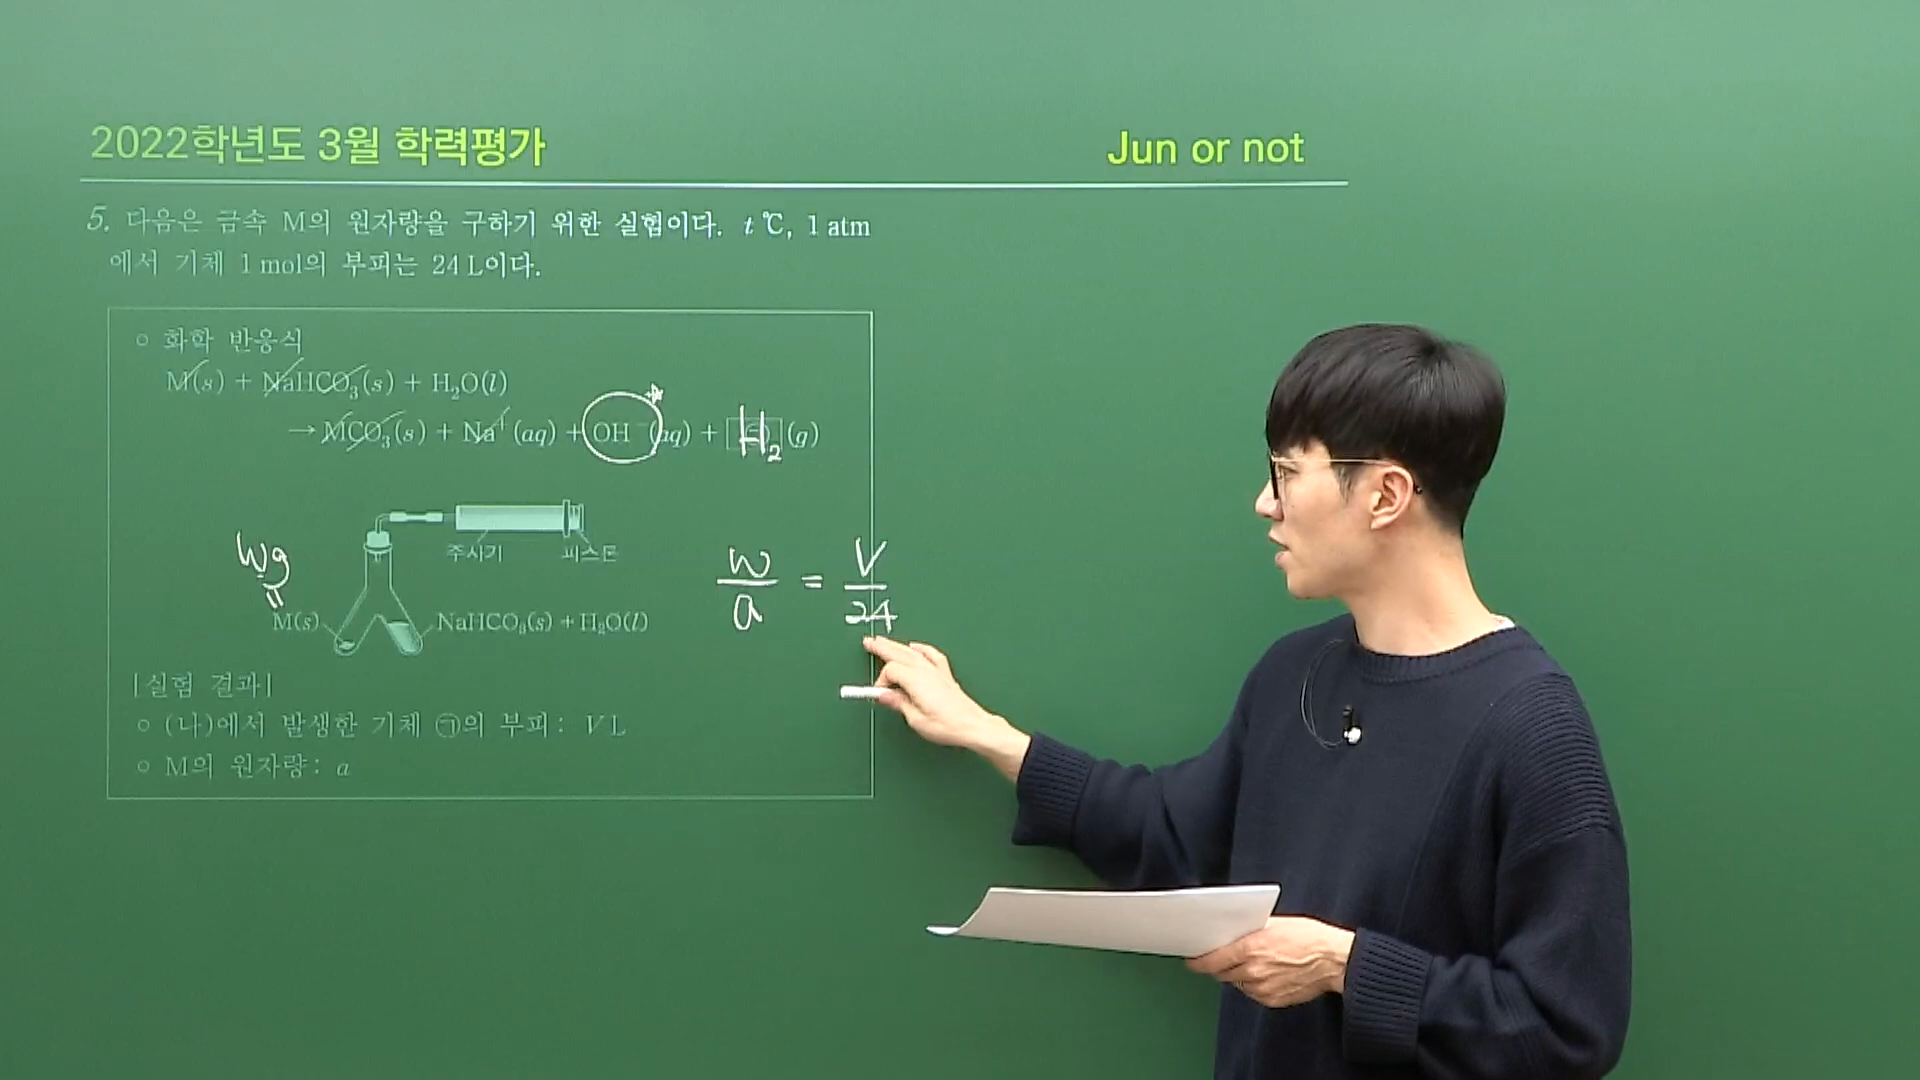 2022학년도 3월 학력평가
Jun or not
5. 다음은 금속 M의 원자량을 구하기 위한 실험이다. t ℃, 1 atm
에서 기체 1 mol의 부피는 24 L이다.
○ 화학 반응식
M(s) + NaHCO₃(s) + H₂O(l)
→ MCO₃(s) + Na⁺(aq) + OH⁻(aq) + H₂ (g)
주사기 피스톤
Wg
M(s) NaHCO₃(s) + H₂O(l)
w/a = V/24
[실험 결과]
○ (나)에서 발생한 기체 ㉠의 부피 : V L
○ M의 원자량 : a